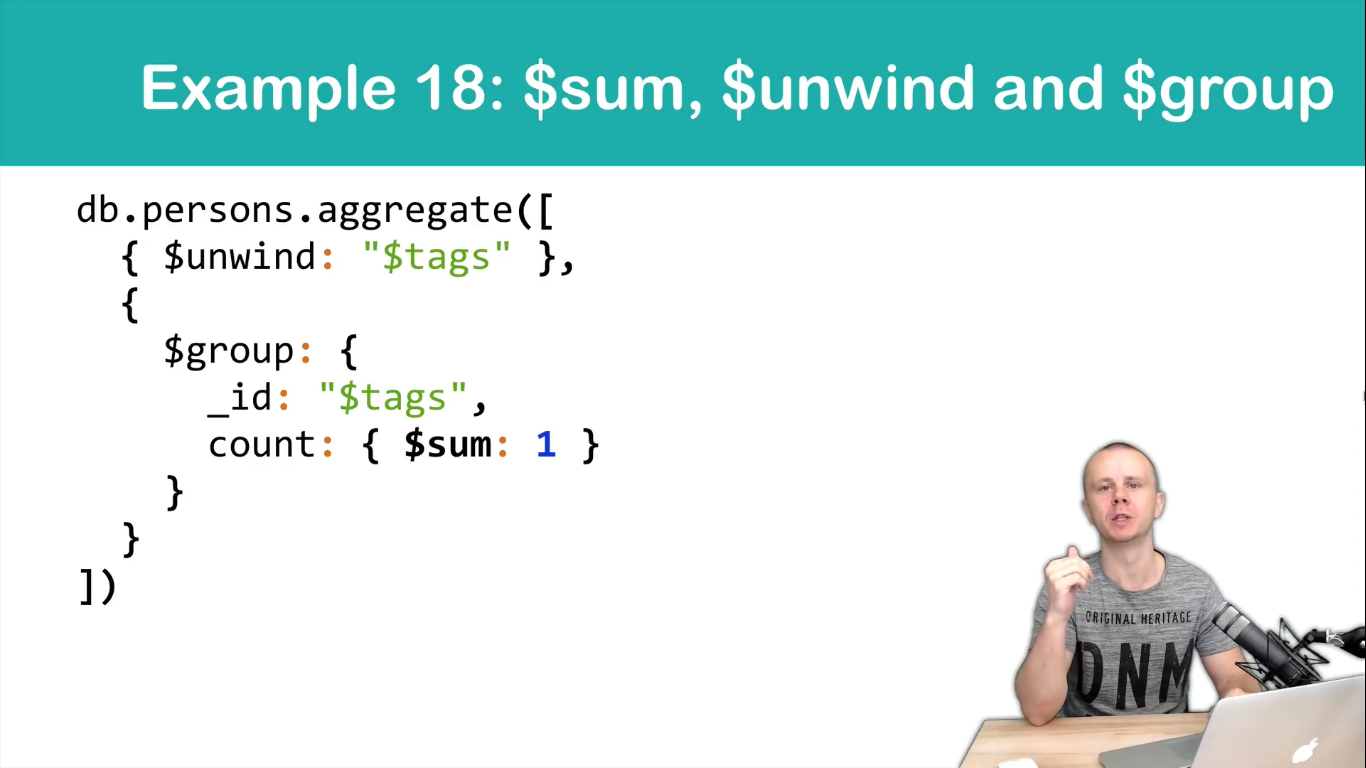 Example 18: $sum, $unwind and $group
db.persons.aggregate([
{ $unwind: "$tags" },
{
$group: {
_id: "$tags",
count: { $sum: 1 }
}
}
])
ORIGINAL HERITAGE
DNM